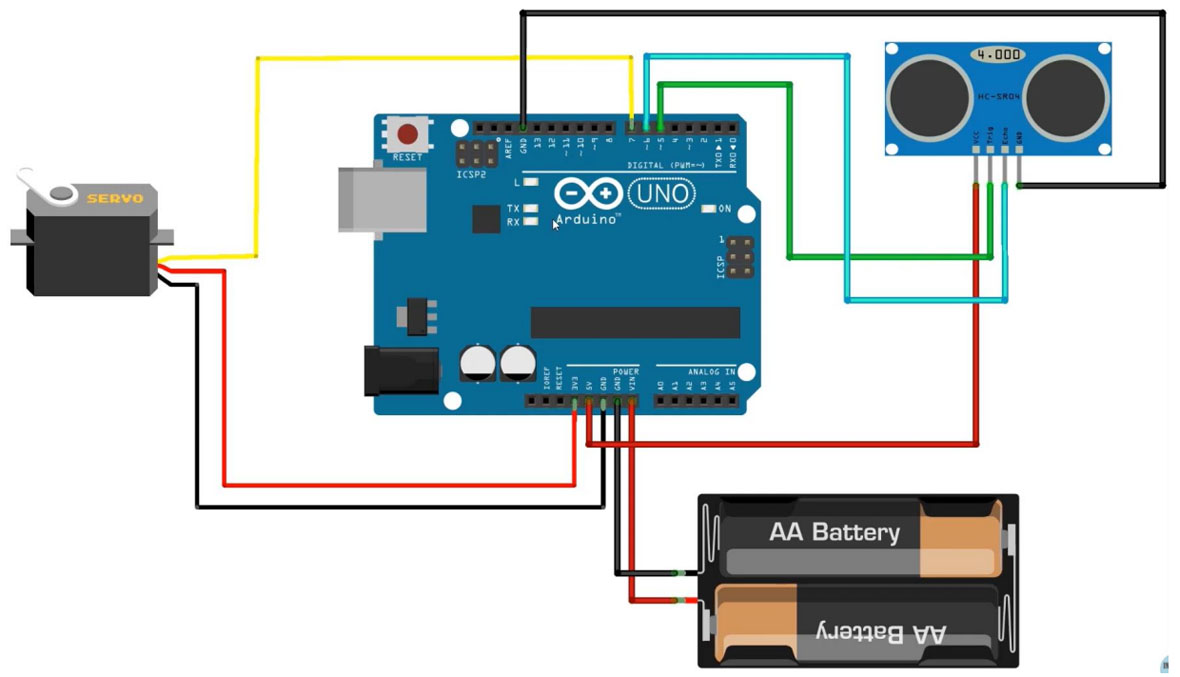 4.000
HC-SR04
VCC
Trig
Echo
GND
RESET
ICSP2
AREF
GND
13
12
~11
~10
~9
8
7
~6
~5
4
~3
2
TX0▶1
RX0◀0
DIGITAL (PWM=~)
L
TX
RX
UNO
Arduino™
ON
1
ICSP
SERVO
IOREF
RESET
3V3
5V
GND
GND
VIN
POWER
ANALOG IN
A0
A1
A2
A3
A4
A5
AA Battery
AA Battery